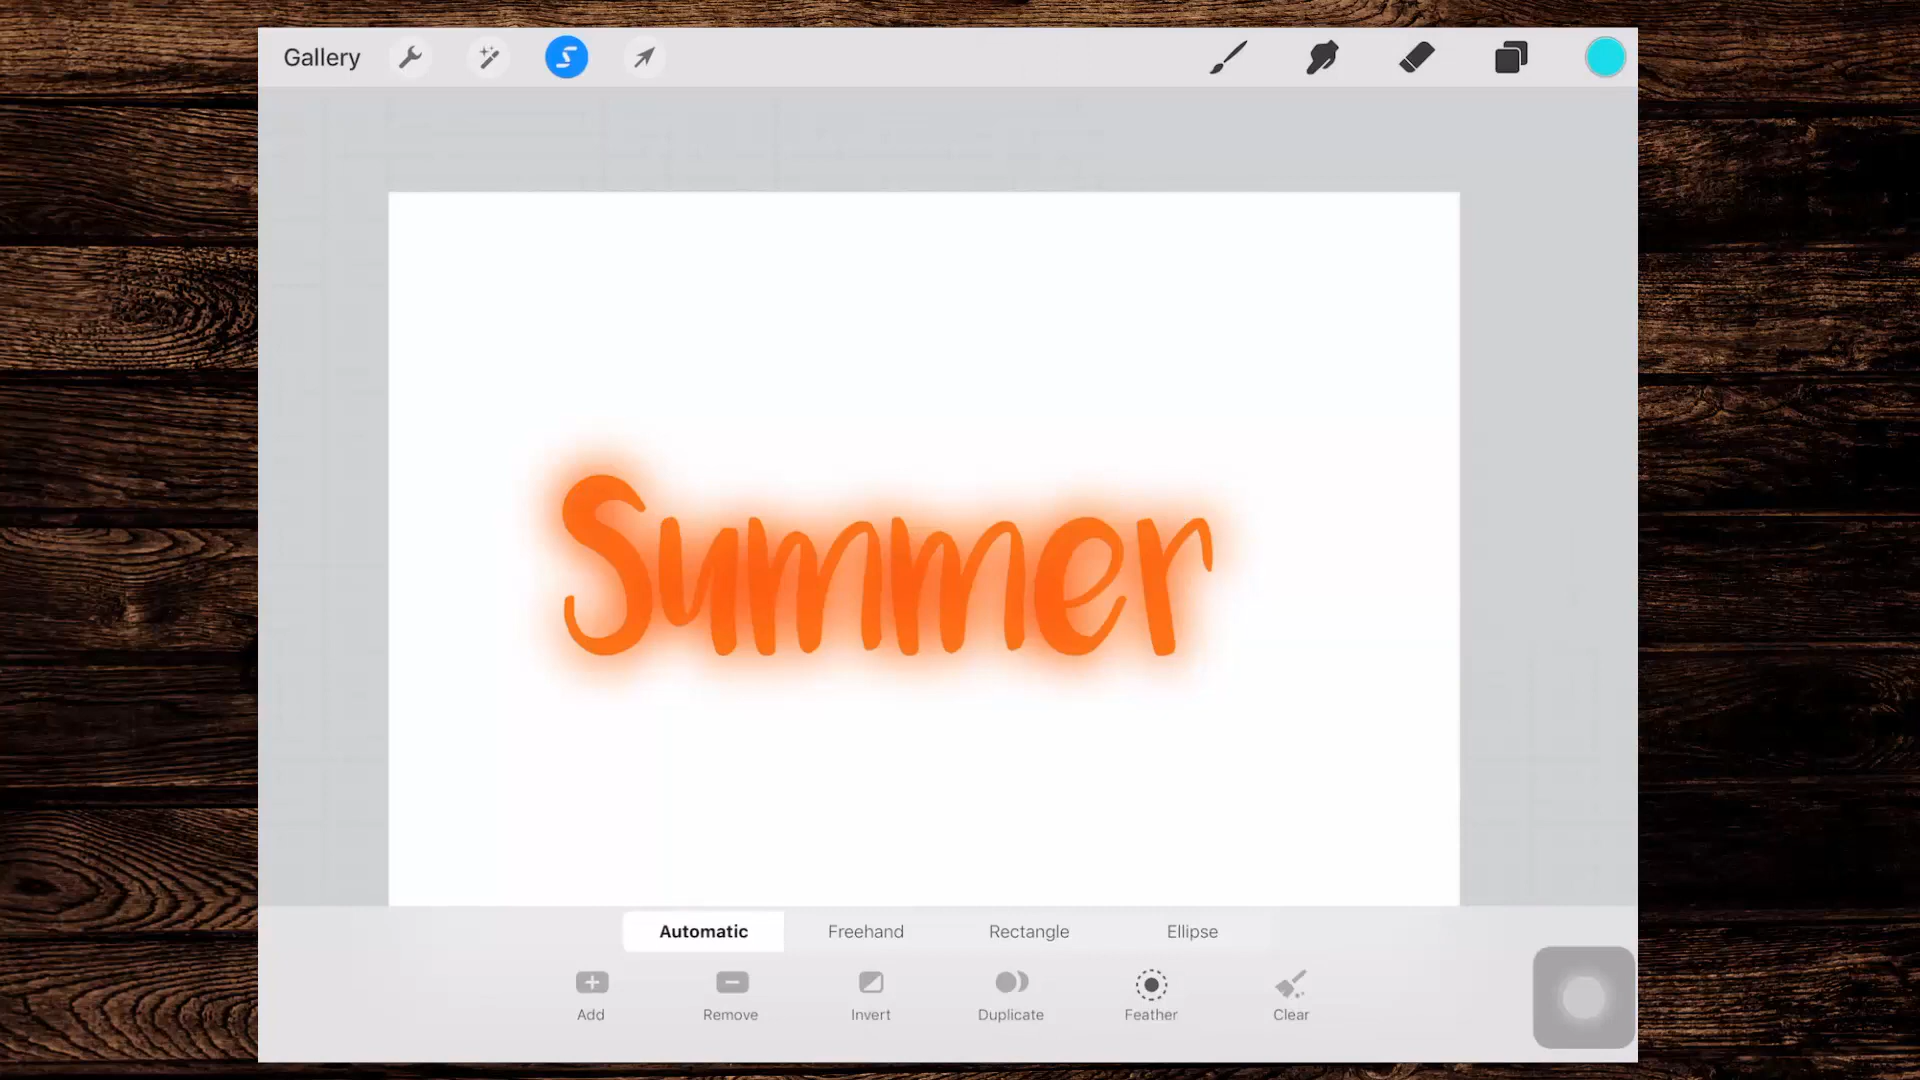 Gallery
Summer
Automatic Freehand Rectangle Ellipse
Add Remove Invert Duplicate Feather Clear